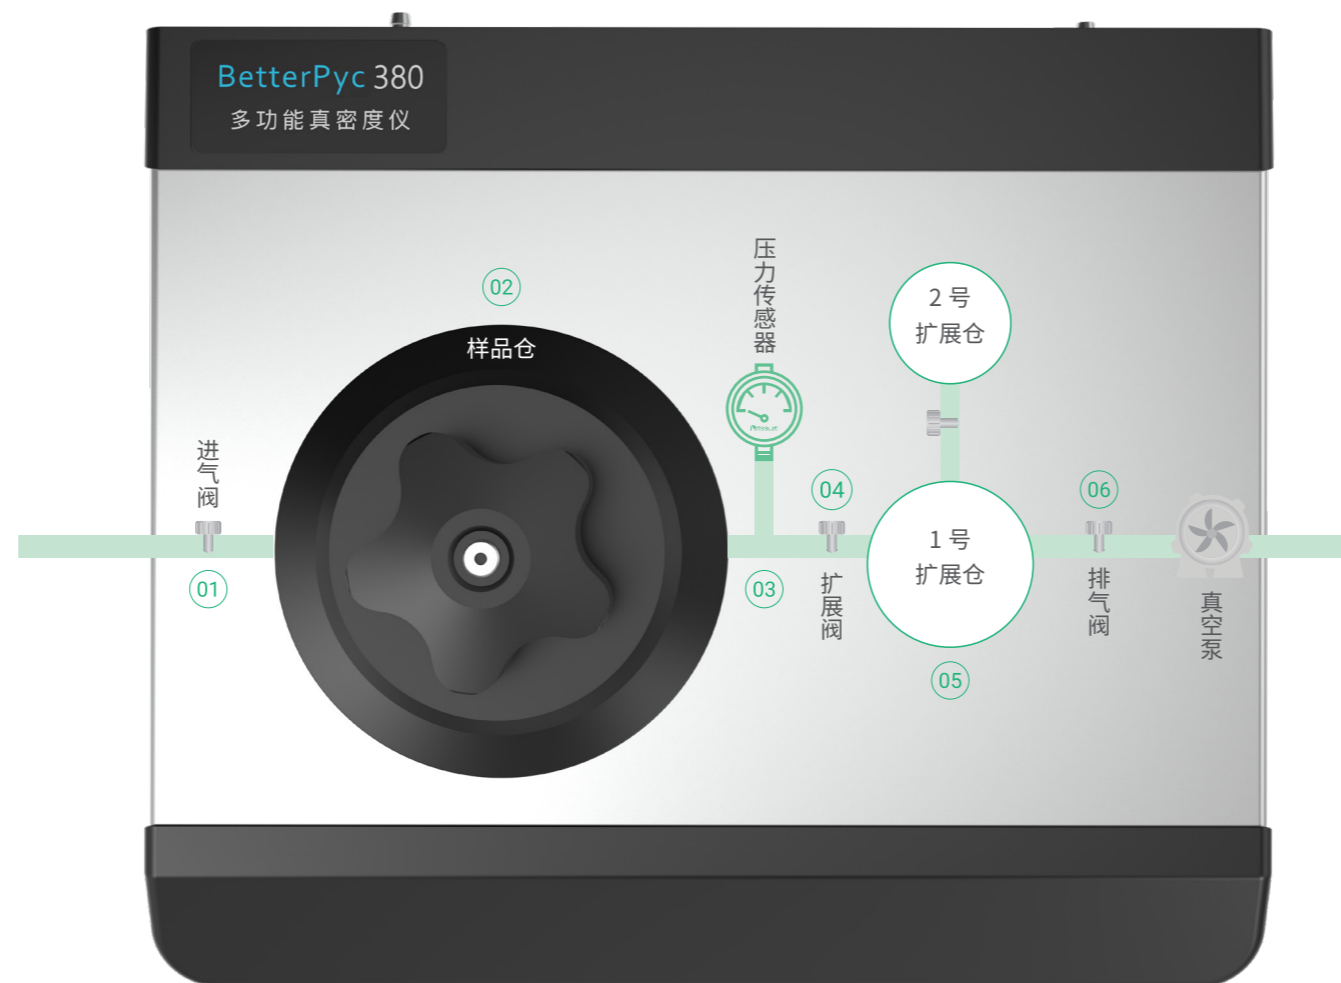 BetterPyc 380
多功能真密度仪
压力传感器
2 号
扩展仓
02
样品仓
进气阀
04
06
1 号
扩展仓
01
03
扩展阀
排气阀
真空泵
05